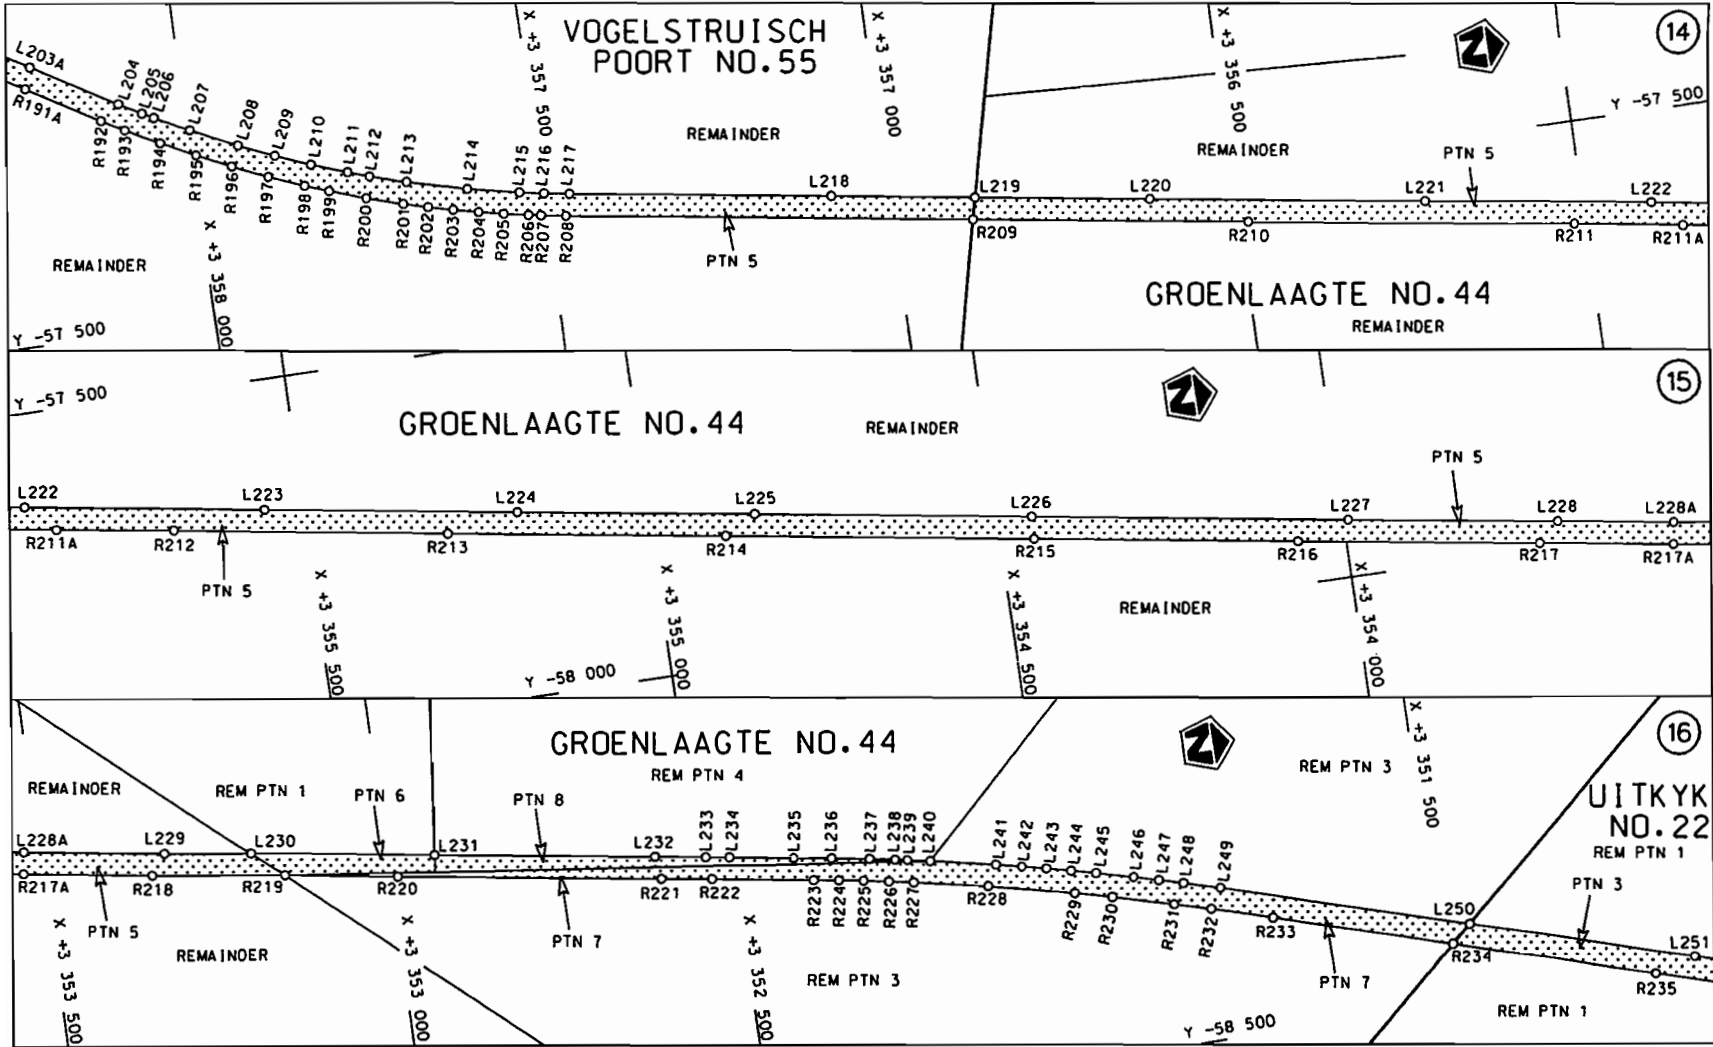 VOGELSTRUISCH
POORT NO.55
14
X +3 357 500
X +3 357 000
X +3 356 500
Y -57 500
L203A
L204
L205
L206
L207
L208
L209
L210
L211
L212
L213
L214
L215
L216
L217
L218
L219
L220
L221
L222
REMAINDER
REMAINDER
PTN 5
R191A
R192
R193
R194
R195
R196
R197
R198
R199
R200
R201
R202
R203
R204
R205
R206
R207
R208
R209
R210
R211
R211A
REMAINDER
X +3 358 000
PTN 5
GROENLAAGTE NO.44
REMAINDER
Y -57 500
15
Y -57 500
GROENLAAGTE NO.44
REMAINDER
PTN 5
L222
L223
L224
L225
L226
L227
L228
L228A
R211A
R212
R213
R214
R215
R216
R217
R217A
PTN 5
X +3 355 500
X +3 355 000
X +3 354 500
X +3 354 000
REMAINDER
Y -58 000
16
GROENLAAGTE NO.44
REM PTN 4
REM PTN 3
X +3 351 500
UITKYK
NO.22
REM PTN 1
REMAINDER
REM PTN 1
PTN 6
PTN 8
PTN 3
L228A
L229
L230
L231
L232
L233
L234
L235
L236
L237
L238
L239
L240
L241
L242
L243
L244
L245
L246
L247
L248
L249
L250
L251
R217A
R218
R219
R220
R221
R222
R223
R224
R225
R226
R227
R228
R229
R230
R231
R232
R233
R234
R235
PTN 5
REMAINDER
PTN 7
REM PTN 3
PTN 7
REM PTN 1
X +3 353 500
X +3 353 000
X +3 352 500
Y -58 500